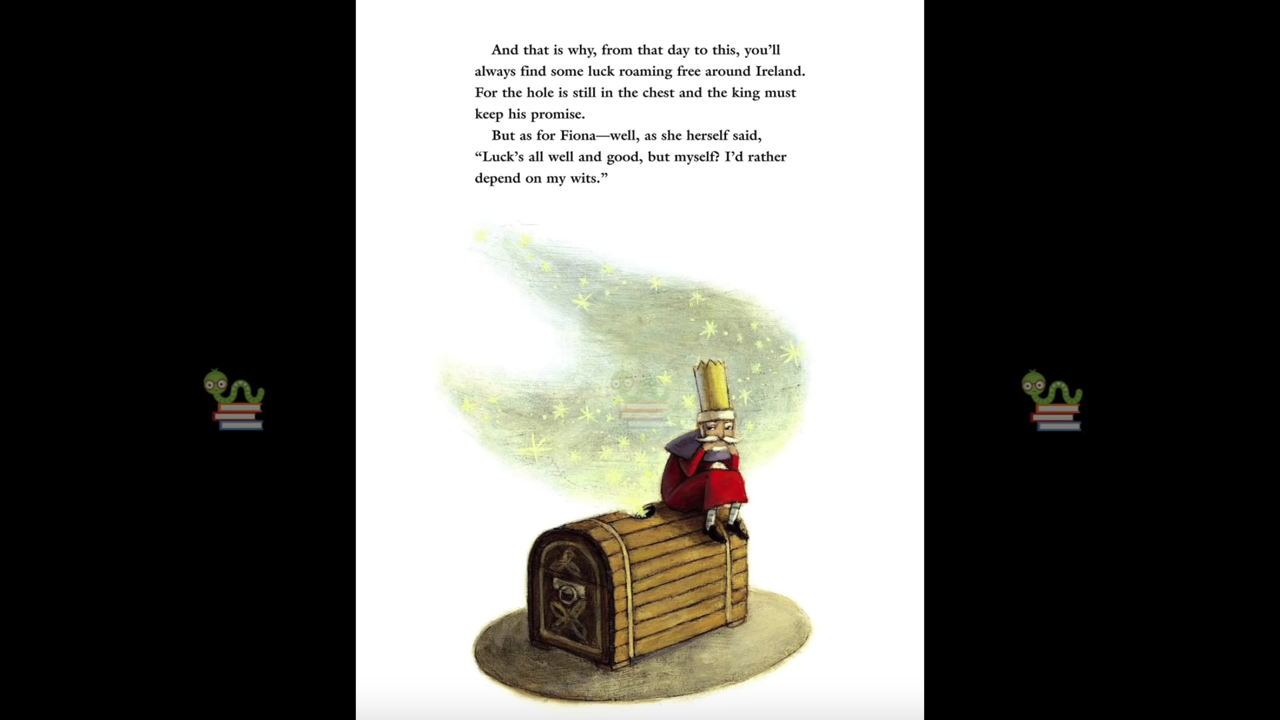 And that is why, from that day to this, you’ll
always find some luck roaming free around Ireland.
For the hole is still in the chest and the king must
keep his promise.
But as for Fiona—well, as she herself said,
“Luck’s all well and good, but myself? I’d rather
depend on my wits.”